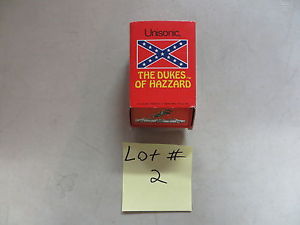 Unisonic
THE DUKES
OF HAZZARD
Lot #
2